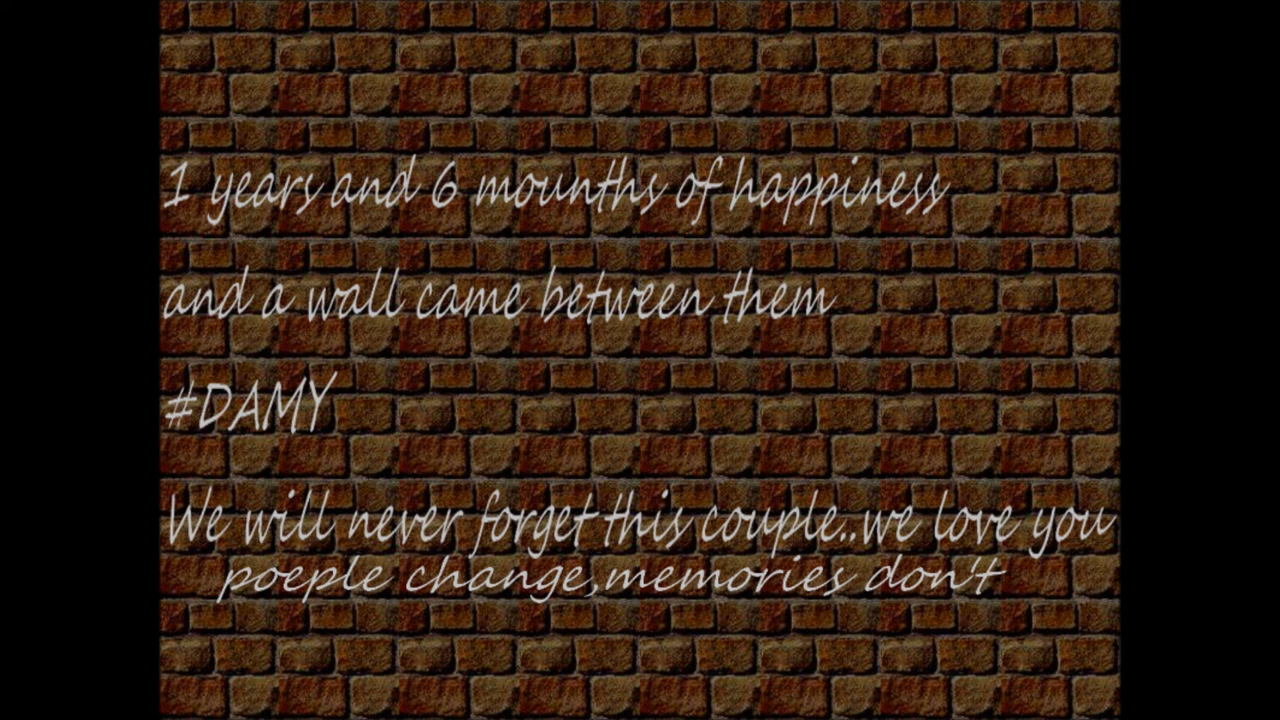 1 years and 6 mounths of happiness
and a wall came between them
#DAMY
We will never forget this couple..we love you
poeple change,memories don't